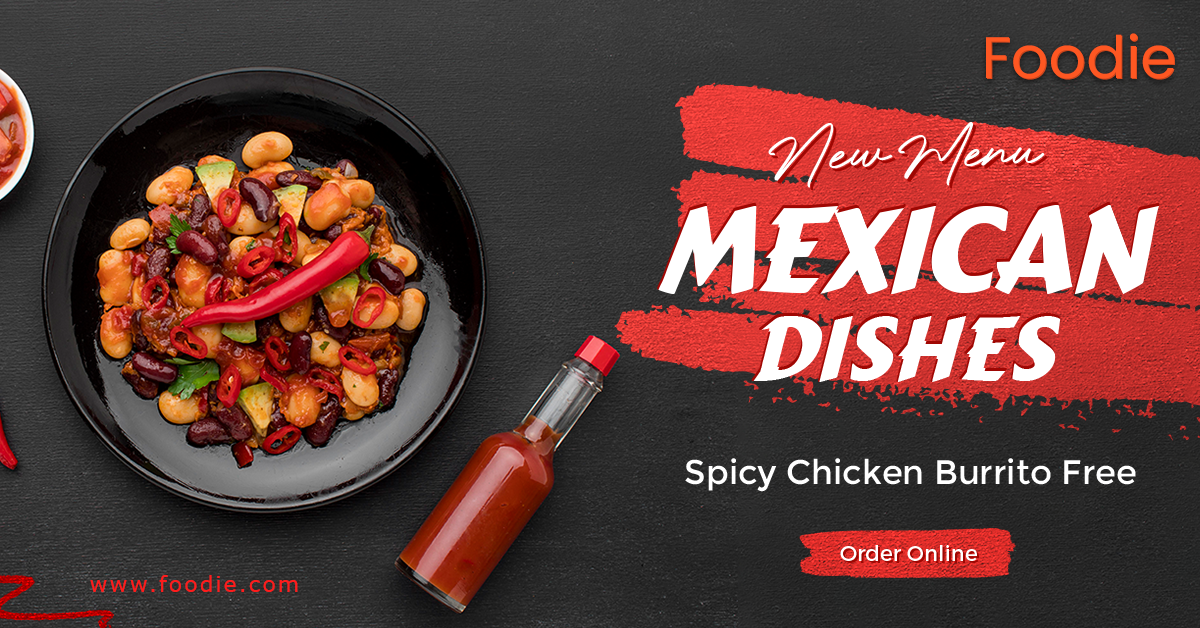 Foodie
New Menu
MEXICAN
DISHES
Spicy Chicken Burrito Free
Order Online
www.foodie.com